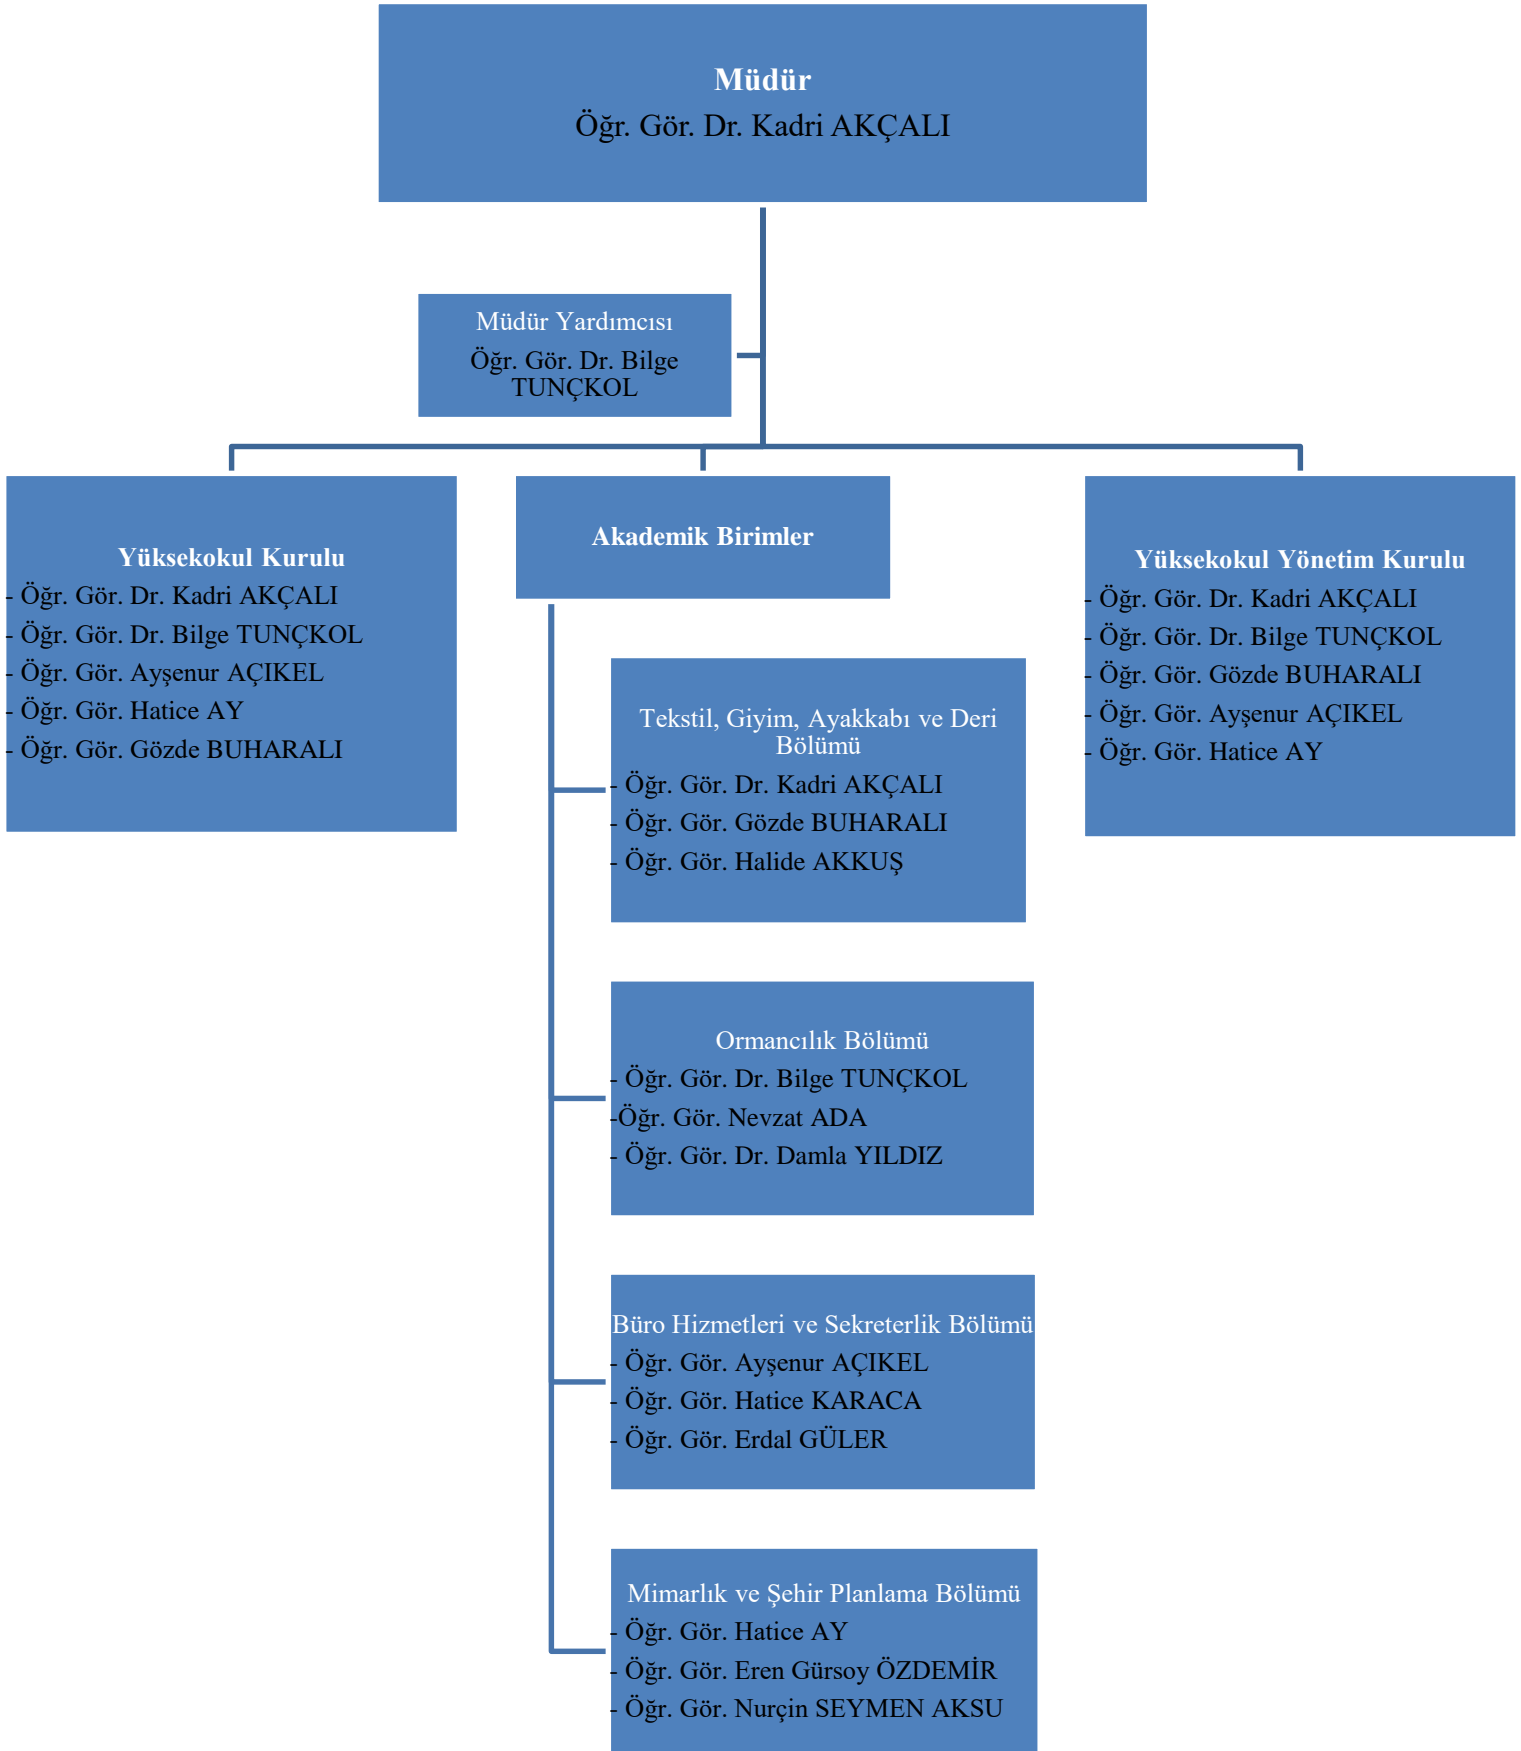 Müdür
Öğr. Gör. Dr. Kadri AKÇALI
Müdür Yardımcısı
Öğr. Gör. Dr. Bilge
TUNÇKOL
Yüksekokul Kurulu
- Öğr. Gör. Dr. Kadri AKÇALI
- Öğr. Gör. Dr. Bilge TUNÇKOL
- Öğr. Gör. Ayşenur AÇIKEL
- Öğr. Gör. Hatice AY
- Öğr. Gör. Gözde BUHARALI
Akademik Birimler
Tekstil, Giyim, Ayakkabı ve Deri
Bölümü
- Öğr. Gör. Dr. Kadri AKÇALI
- Öğr. Gör. Gözde BUHARALI
- Öğr. Gör. Halide AKKUŞ
Ormancılık Bölümü
- Öğr. Gör. Dr. Bilge TUNÇKOL
-Öğr. Gör. Nevzat ADA
- Öğr. Gör. Dr. Damla YILDIZ
Büro Hizmetleri ve Sekreterlik Bölümü
- Öğr. Gör. Ayşenur AÇIKEL
- Öğr. Gör. Hatice KARACA
- Öğr. Gör. Erdal GÜLER
Mimarlık ve Şehir Planlama Bölümü
- Öğr. Gör. Hatice AY
- Öğr. Gör. Eren Gürsoy ÖZDEMİR
- Öğr. Gör. Nurçin SEYMEN AKSU
Yüksekokul Yönetim Kurulu
- Öğr. Gör. Dr. Kadri AKÇALI
- Öğr. Gör. Dr. Bilge TUNÇKOL
- Öğr. Gör. Gözde BUHARALI
- Öğr. Gör. Ayşenur AÇIKEL
- Öğr. Gör. Hatice AY